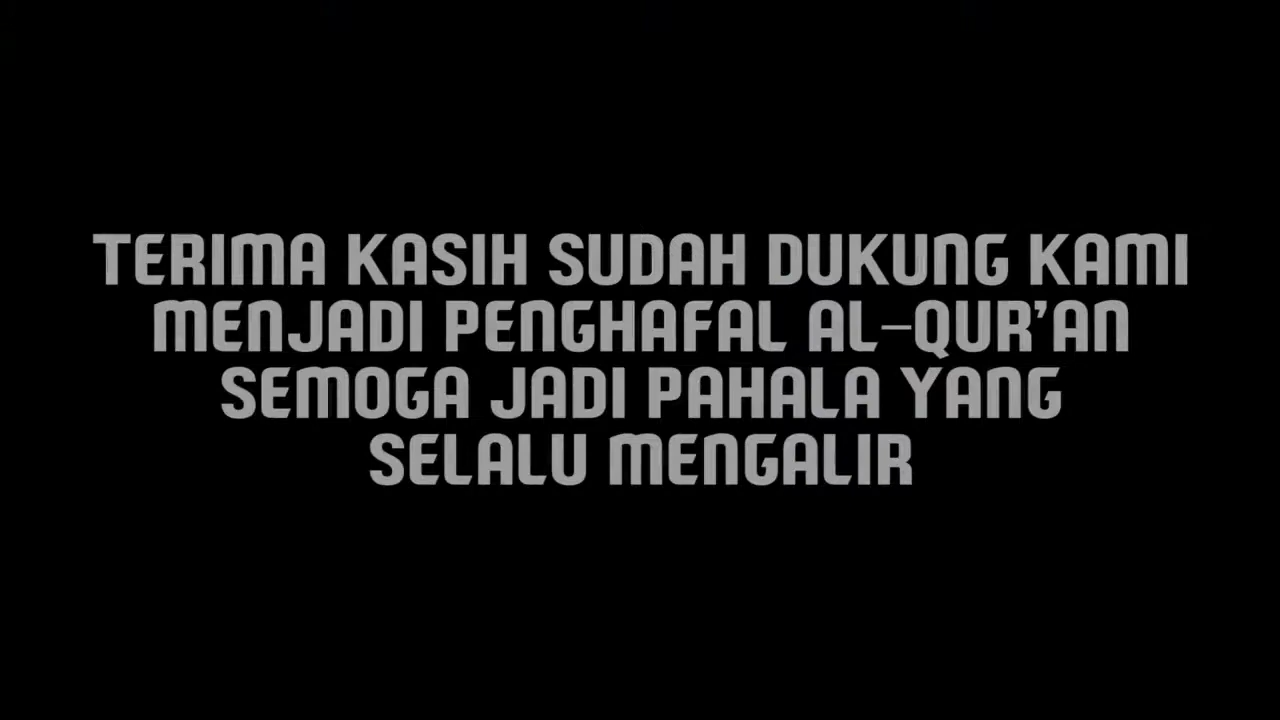 TERIMA KASIH SUDAH DUKUNG KAMI
MENJADI PENGHAFAL AL-QUR'AN
SEMOGA JADI PAHALA YANG
SELALU MENGALIR